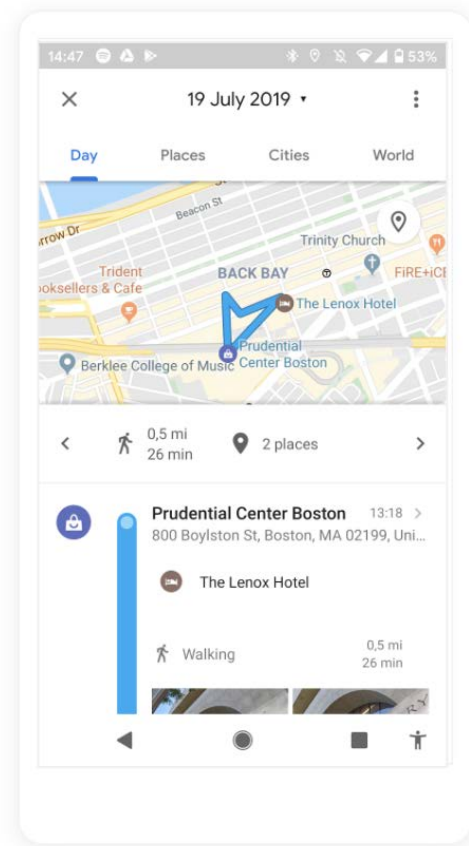 14:47
53%
19 July 2019
Day
Places
Cities
World
Beacon St
rrow Dr
Trinity Church
Trident
ooksellers & Cafe
BACK BAY
FiRE+iCE
The Lenox Hotel
Prudential
Center Boston
Berklee College of Music
0,5 mi
26 min
2 places
Prudential Center Boston
13:18
800 Boylston St, Boston, MA 02199, Uni...
The Lenox Hotel
Walking
0,5 mi
26 min